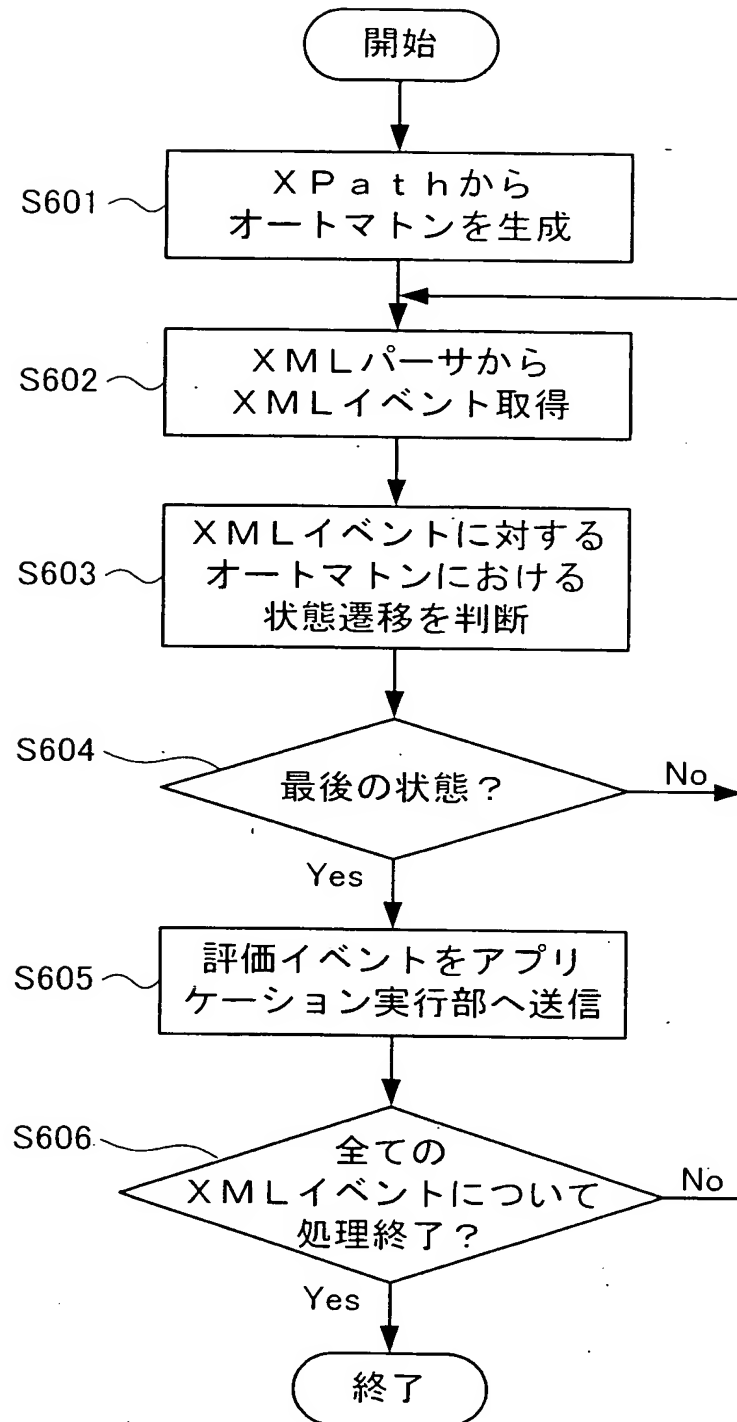 開始
S601
ＸＰａｔｈから
オートマトンを生成
S602
ＸＭＬパーサから
ＸＭＬイベント取得
S603
ＸＭＬイベントに対する
オートマトンにおける
状態遷移を判断
S604
最後の状態？
No
Yes
S605
評価イベントをアプリ
ケーション実行部へ送信
S606
全ての
ＸＭＬイベントについて
処理終了？
No
Yes
終了